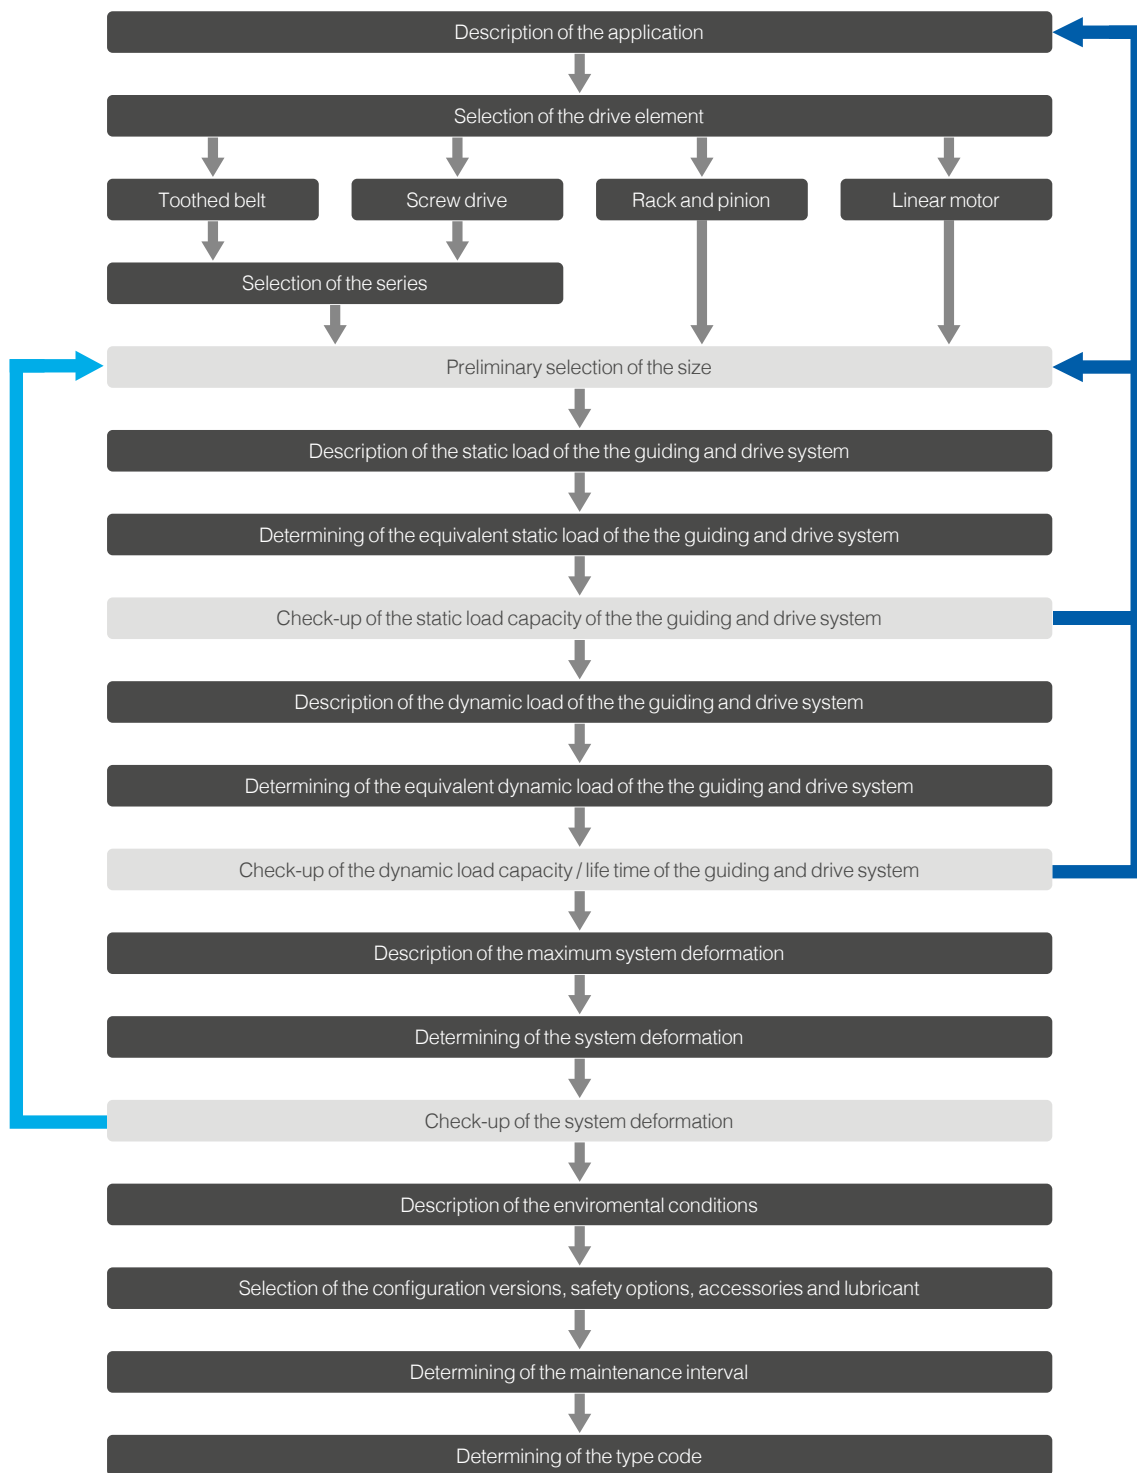 Description of the application
Selection of the drive element
Toothed belt
Screw drive
Rack and pinion
Linear motor
Selection of the series
Preliminary selection of the size
Description of the static load of the the guiding and drive system
Determining of the equivalent static load of the the guiding and drive system
Check-up of the static load capacity of the the guiding and drive system
Description of the dynamic load of the the guiding and drive system
Determining of the equivalent dynamic load of the the guiding and drive system
Check-up of the dynamic load capacity / life time of the guiding and drive system
Description of the maximum system deformation
Determining of the system deformation
Check-up of the system deformation
Description of the enviromental conditions
Selection of the configuration versions, safety options, accessories and lubricant
Determining of the maintenance interval
Determining of the type code